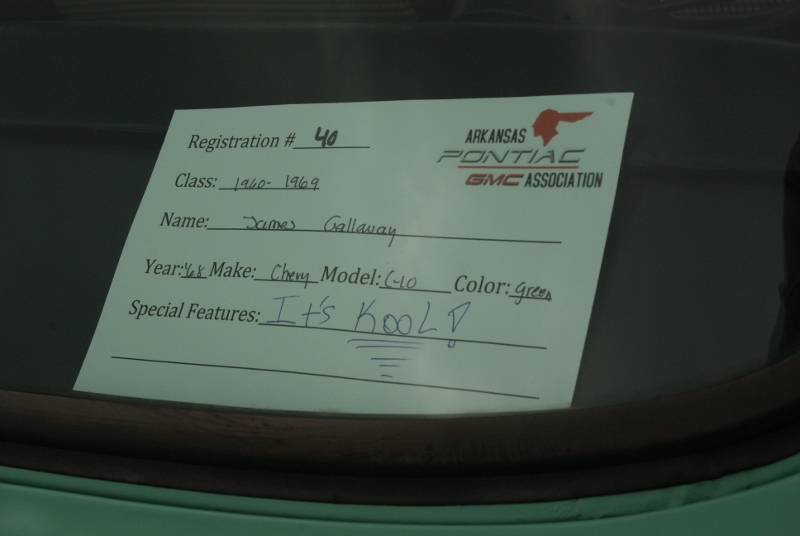 ARKANSAS
PONTIAC
GMC ASSOCIATION
Registration # 40
Class: 1960-1969
Name: James Gallaway
Year: '68 Make: Chevy Model: C-10 Color: Green
Special Features: It's KOOL!